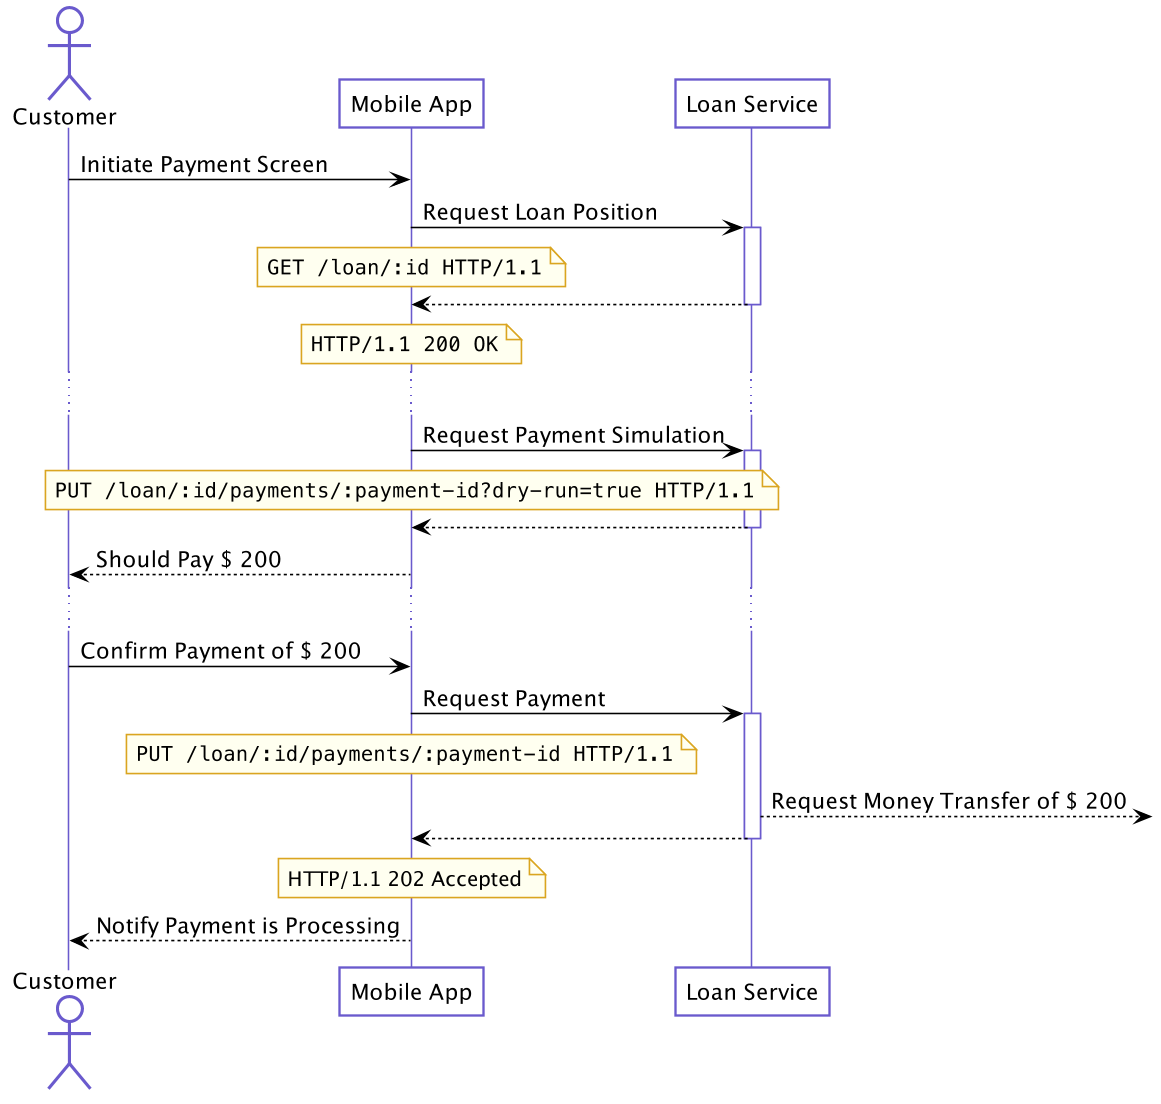 Customer
Mobile App
Loan Service
Initiate Payment Screen
Request Loan Position
GET /loan/:id HTTP/1.1
HTTP/1.1 200 OK
Request Payment Simulation
PUT /loan/:id/payments/:payment-id?dry-run=true HTTP/1.1
Should Pay $ 200
Confirm Payment of $ 200
Request Payment
PUT /loan/:id/payments/:payment-id HTTP/1.1
Request Money Transfer of $ 200
HTTP/1.1 202 Accepted
Notify Payment is Processing
Customer
Mobile App
Loan Service